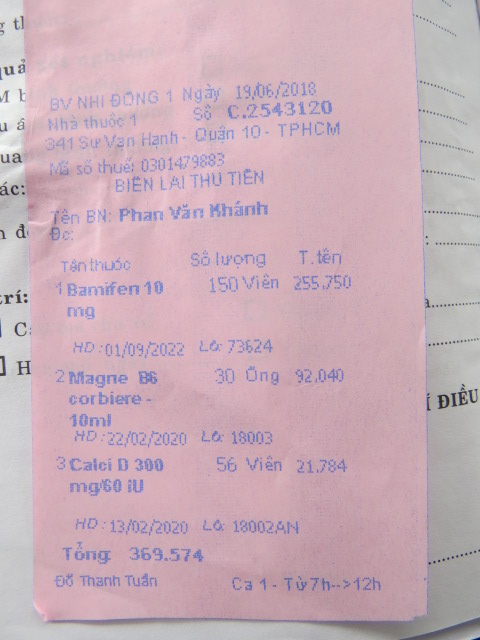 BV NHI ĐỒNG 1 Ngày 19/06/2018
Nhà thuốc 1 Số C.2543120
341 Sư Vạn Hạnh - Quận 10 - TPHCM
Mã số thuế: 0301479883
BIÊN LAI THU TIỀN
Tên BN: Phan Văn Khánh
Đc:
Tên thuốc Số lượng T.tiền
1 Bamifen 10 150 Viên 255,750
mg
HD: 01/09/2022 Lô: 73624
2 Magne B6 30 Ống 92,040
corbiere -
10ml
HD: 22/02/2020 Lô: 18003
3 Calci D 300 56 Viên 21,784
mg/60 IU
HD: 13/02/2020 Lô: 18002AN
Tổng: 369.574
Đỗ Thanh Tuấn Ca 1 - Từ 7h-->12h
ĐIỀU